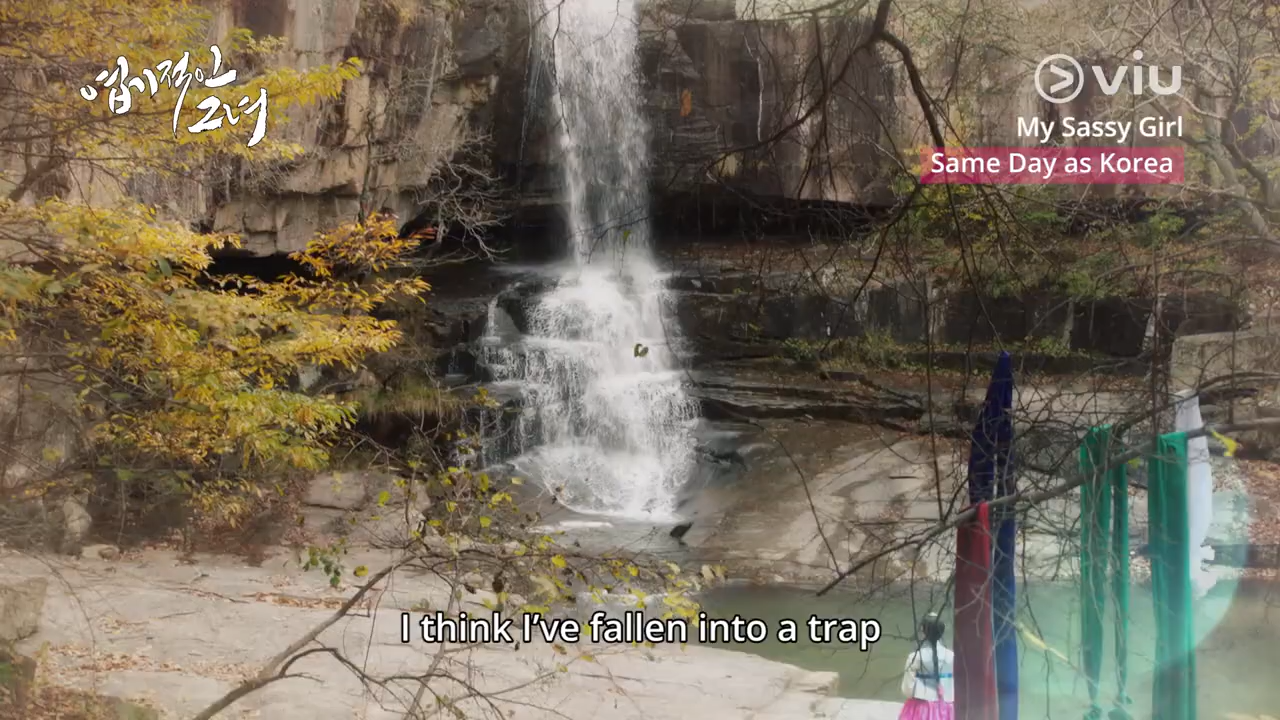 엽기적인
그녀
viu
My Sassy Girl
Same Day as Korea
I think I've fallen into a trap